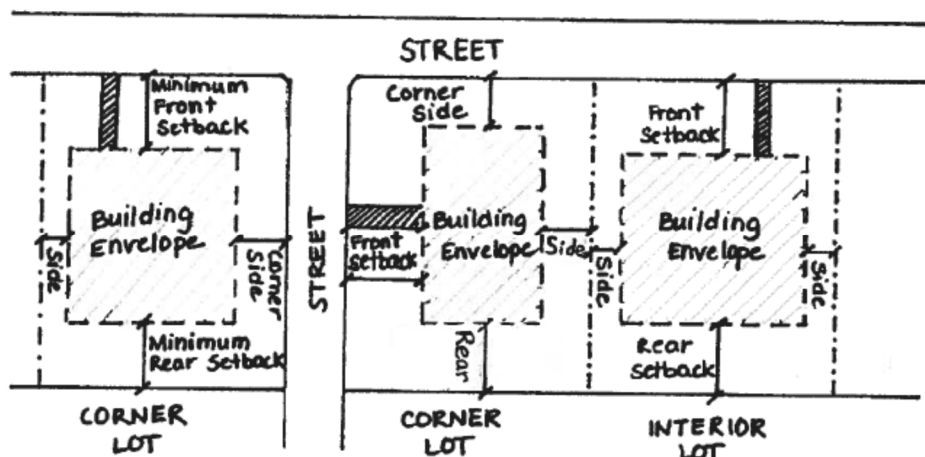 STREET
Minimum
Front
Setback
Building
Envelope
Side
Corner
Side
Minimum
Rear Setback
CORNER
LOT
STREET
Corner
Side
Front
Setback
Building
Envelope
Side
Rear
CORNER
LOT
Front
Setback
Building
Envelope
Side
Side
Rear
Setback
INTERIOR
LOT